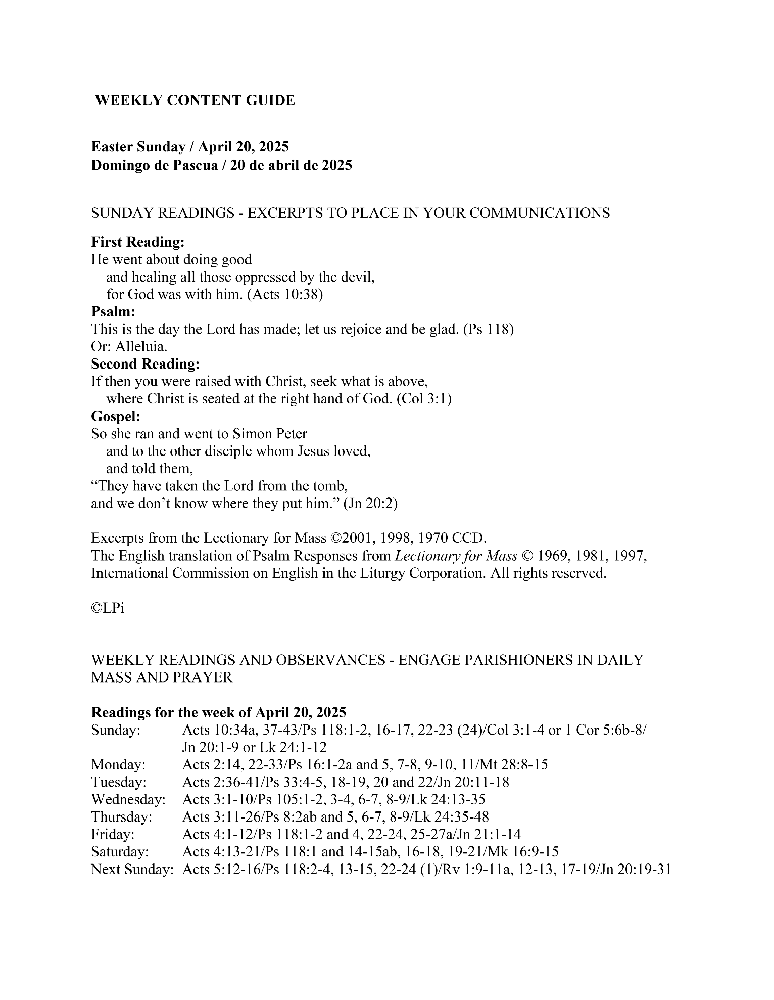 WEEKLY CONTENT GUIDE
Easter Sunday / April 20, 2025
Domingo de Pascua / 20 de abril de 2025
SUNDAY READINGS - EXCERPTS TO PLACE IN YOUR COMMUNICATIONS
First Reading:
He went about doing good
and healing all those oppressed by the devil,
for God was with him. (Acts 10:38)
Psalm:
This is the day the Lord has made; let us rejoice and be glad. (Ps 118)
Or: Alleluia.
Second Reading:
If then you were raised with Christ, seek what is above,
where Christ is seated at the right hand of God. (Col 3:1)
Gospel:
So she ran and went to Simon Peter
and to the other disciple whom Jesus loved,
and told them,
“They have taken the Lord from the tomb,
and we don’t know where they put him.” (Jn 20:2)
Excerpts from the Lectionary for Mass ©2001, 1998, 1970 CCD.
The English translation of Psalm Responses from Lectionary for Mass © 1969, 1981, 1997,
International Commission on English in the Liturgy Corporation. All rights reserved.
©LPi
WEEKLY READINGS AND OBSERVANCES - ENGAGE PARISHIONERS IN DAILY
MASS AND PRAYER
Readings for the week of April 20, 2025
Sunday: Acts 10:34a, 37-43/Ps 118:1-2, 16-17, 22-23 (24)/Col 3:1-4 or 1 Cor 5:6b-8/
Jn 20:1-9 or Lk 24:1-12
Monday: Acts 2:14, 22-33/Ps 16:1-2a and 5, 7-8, 9-10, 11/Mt 28:8-15
Tuesday: Acts 2:36-41/Ps 33:4-5, 18-19, 20 and 22/Jn 20:11-18
Wednesday: Acts 3:1-10/Ps 105:1-2, 3-4, 6-7, 8-9/Lk 24:13-35
Thursday: Acts 3:11-26/Ps 8:2ab and 5, 6-7, 8-9/Lk 24:35-48
Friday: Acts 4:1-12/Ps 118:1-2 and 4, 22-24, 25-27a/Jn 21:1-14
Saturday: Acts 4:13-21/Ps 118:1 and 14-15ab, 16-18, 19-21/Mk 16:9-15
Next Sunday: Acts 5:12-16/Ps 118:2-4, 13-15, 22-24 (1)/Rv 1:9-11a, 12-13, 17-19/Jn 20:19-31